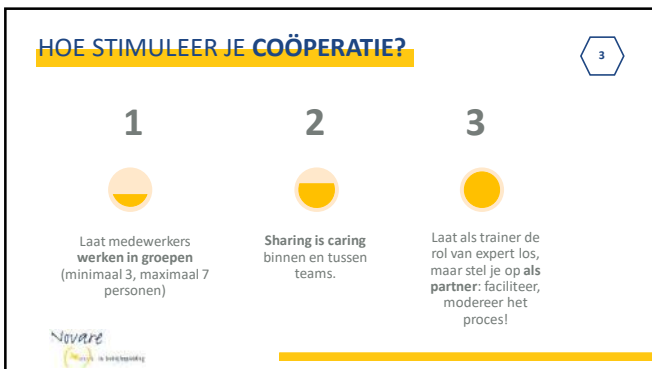 HOE STIMULEER JE COÖPERATIE?
3
1
Laat medewerkers
werken in groepen
(minimaal 3, maximaal 7
personen)
2
Sharing is caring
binnen en tussen
teams.
3
Laat als trainer de
rol van expert los,
maar stel je op als
partner: faciliteer,
modereer het
proces!
Novare